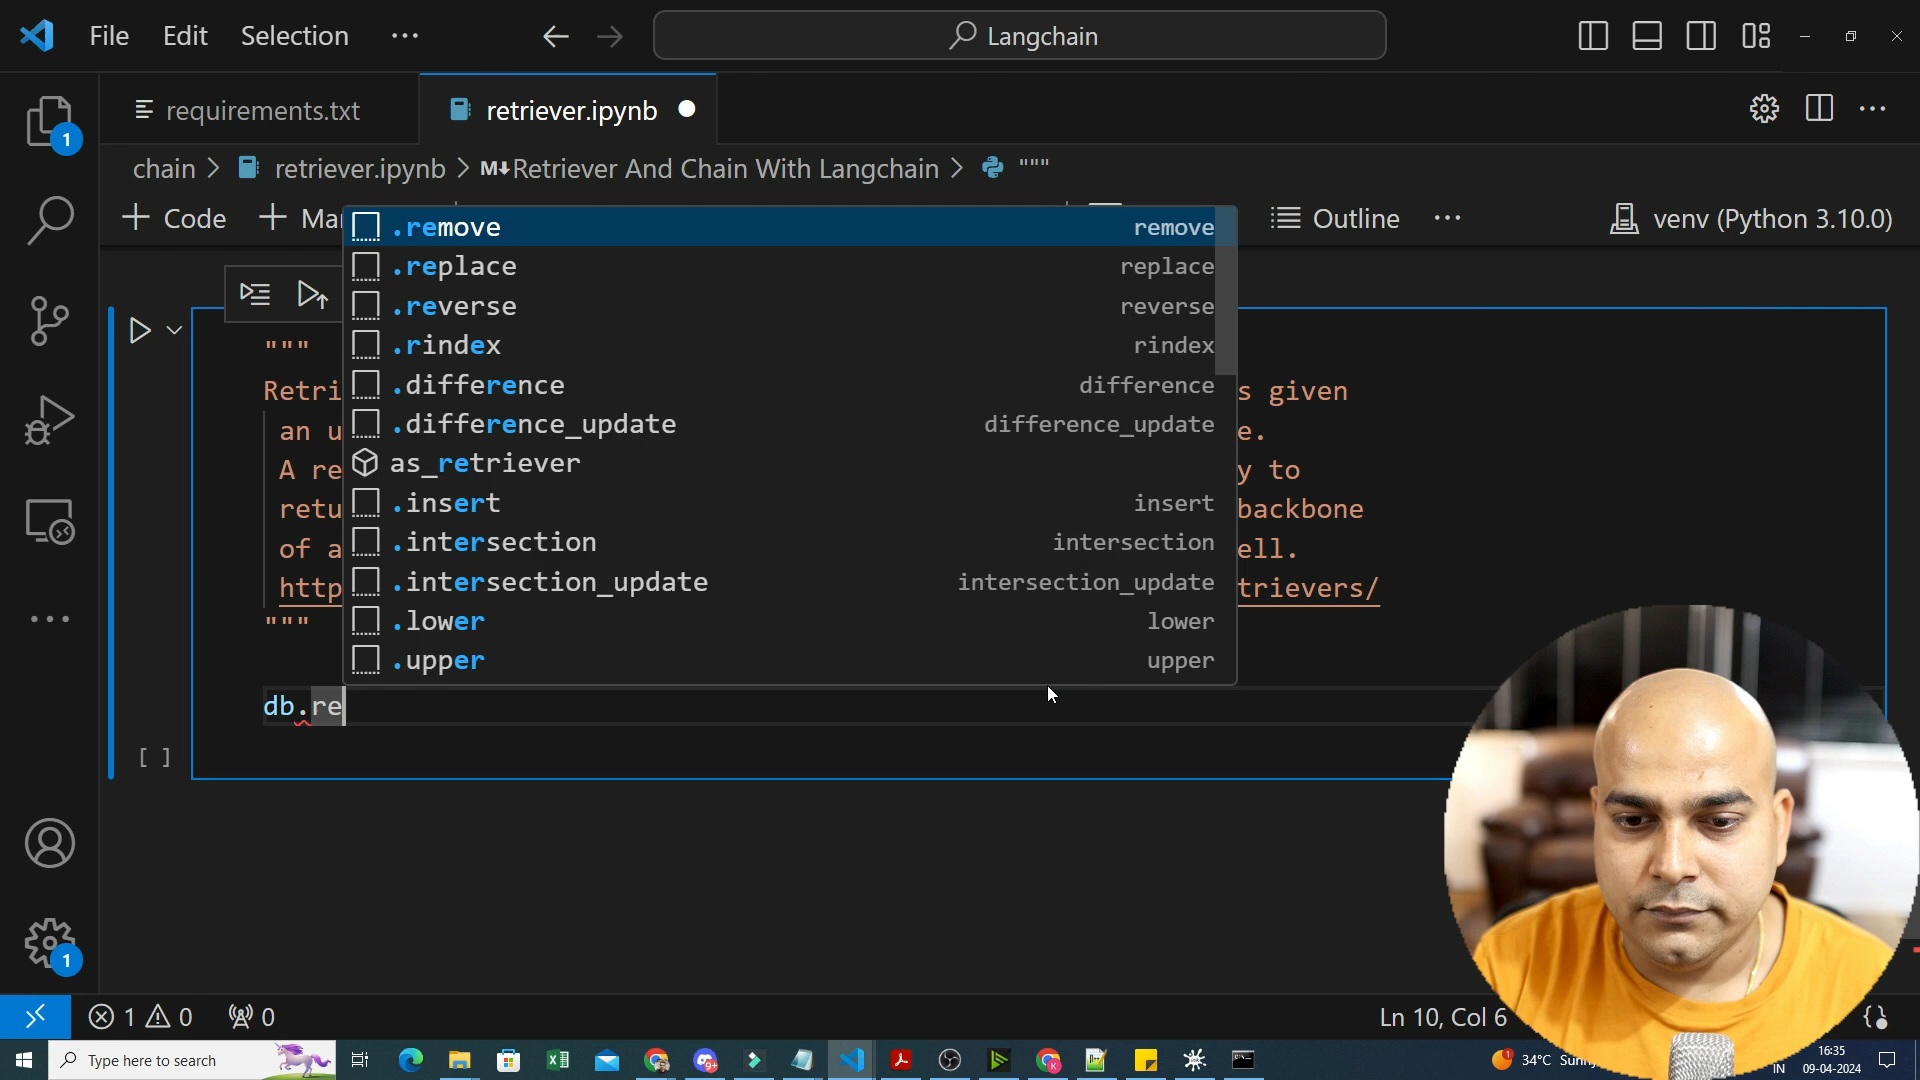 File Edit Selection ··· Langchain
requirements.txt retriever.ipynb
chain > retriever.ipynb > M↓ Retriever And Chain With Langchain > """
+ Code + Mar Outline ··· venv (Python 3.10.0)
.remove remove
.replace replace
.reverse reverse
.rindex rindex
.difference difference
.difference_update difference_update
as_retriever
.insert insert
.intersection intersection
.intersection_update intersection_update
.lower lower
.upper upper
"""
Retri s given
an u e.
A re y to
retu backbone
of a ell.
http trievers/
"""
db.re
[ ]
1
1
1 0 0 Ln 10, Col 6
Type here to search 34°C IN 16:35
09-04-2024